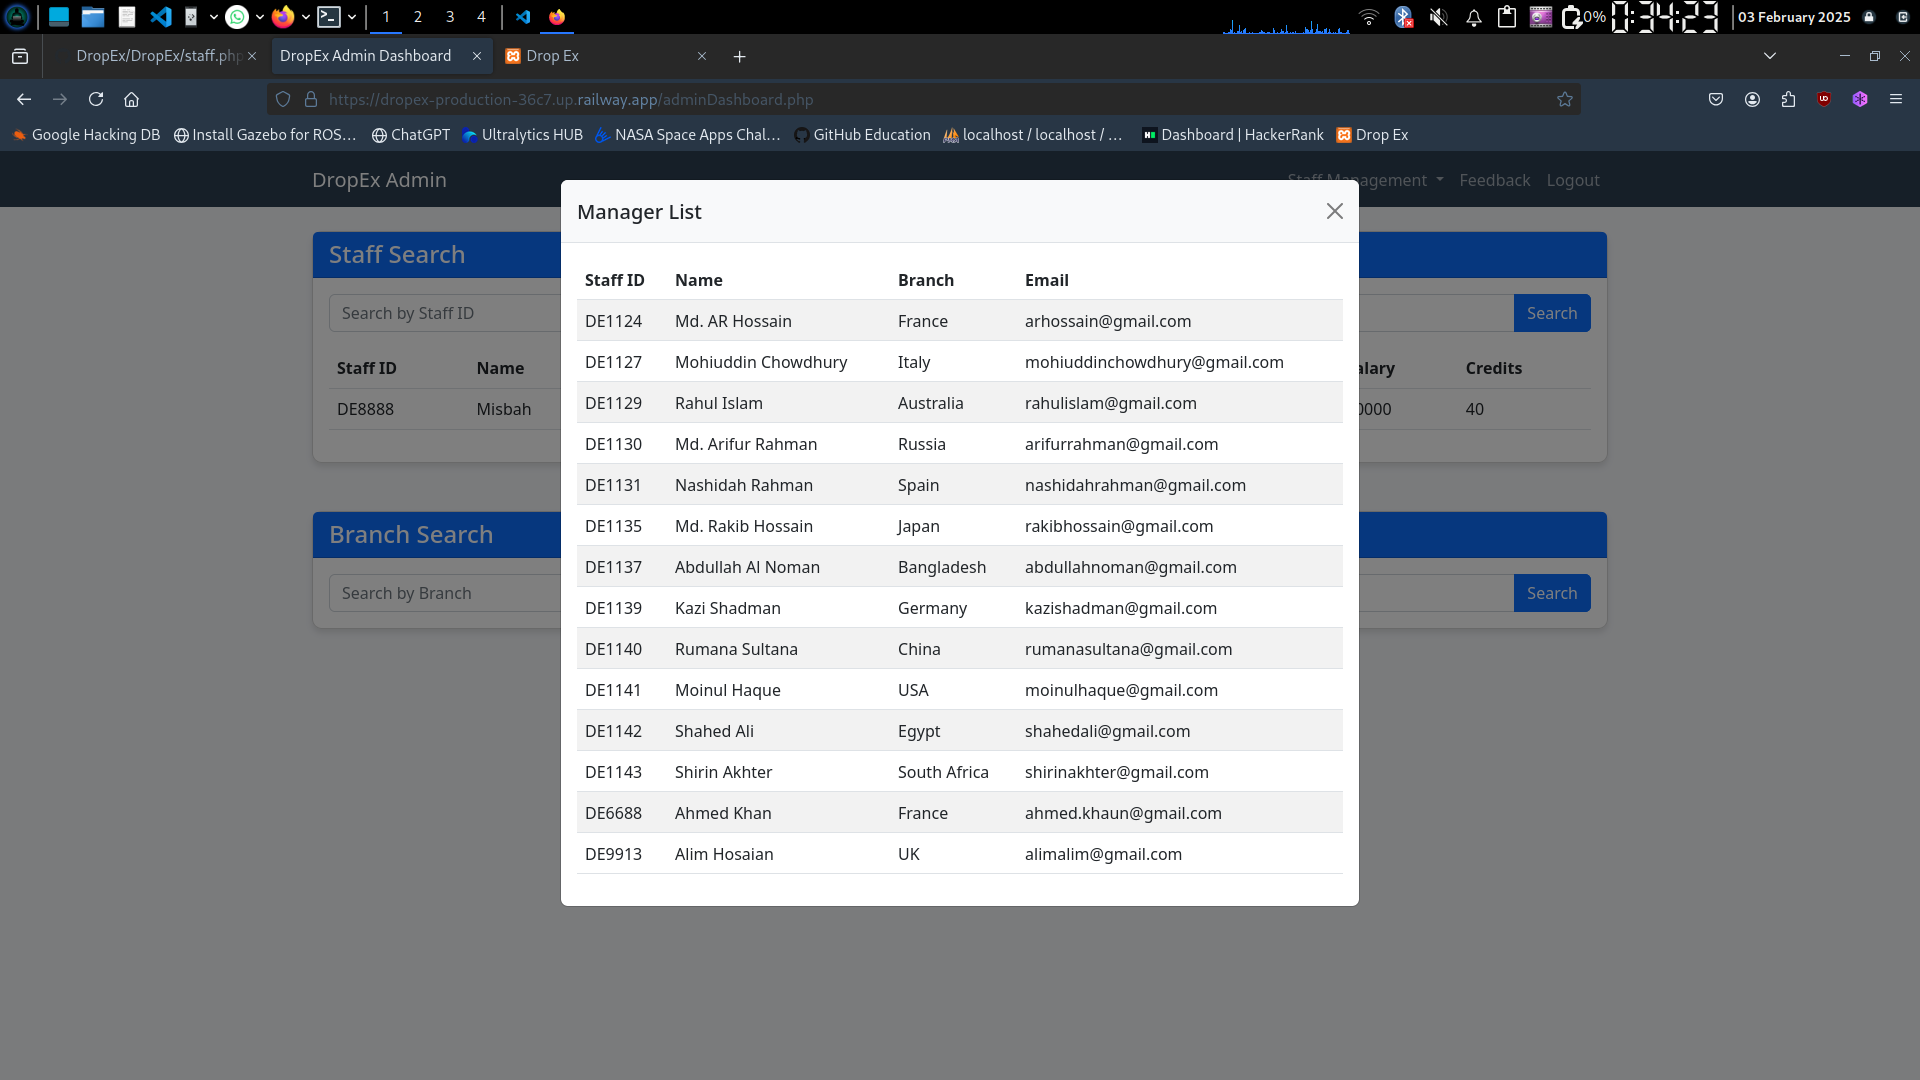 1 2 3 4 0% 0:34:23 03 February 2025
DropEx/DropEx/staff.php DropEx Admin Dashboard Drop Ex
https://dropex-production-36c7.up.railway.app/adminDashboard.php
Google Hacking DB Install Gazebo for ROS… ChatGPT Ultralytics HUB NASA Space Apps Chal… GitHub Education localhost / localhost / … Dashboard | HackerRank Drop Ex
DropEx Admin Staff Management Feedback Logout
Manager List
Staff Search
Search by Staff ID Search
Staff ID Name alary Credits
DE8888 Misbah 0000 40
Branch Search
Search by Branch Search
Staff ID Name Branch Email
DE1124 Md. AR Hossain France arhossain@gmail.com
DE1127 Mohiuddin Chowdhury Italy mohiuddinchowdhury@gmail.com
DE1129 Rahul Islam Australia rahulislam@gmail.com
DE1130 Md. Arifur Rahman Russia arifurrahman@gmail.com
DE1131 Nashidah Rahman Spain nashidahrahman@gmail.com
DE1135 Md. Rakib Hossain Japan rakibhossain@gmail.com
DE1137 Abdullah Al Noman Bangladesh abdullahnoman@gmail.com
DE1139 Kazi Shadman Germany kazishadman@gmail.com
DE1140 Rumana Sultana China rumanasultana@gmail.com
DE1141 Moinul Haque USA moinulhaque@gmail.com
DE1142 Shahed Ali Egypt shahedali@gmail.com
DE1143 Shirin Akhter South Africa shirinakhter@gmail.com
DE6688 Ahmed Khan France ahmed.khaun@gmail.com
DE9913 Alim Hosaian UK alimalim@gmail.com